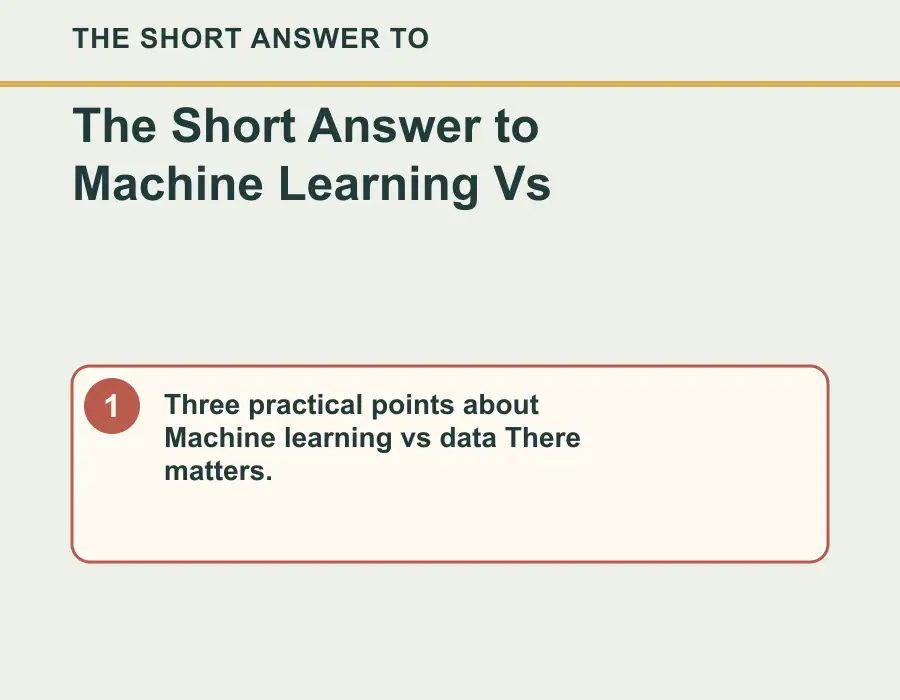 THE SHORT ANSWER TO
The Short Answer to
Machine Learning Vs
1
Three practical points about
Machine learning vs data There
matters.